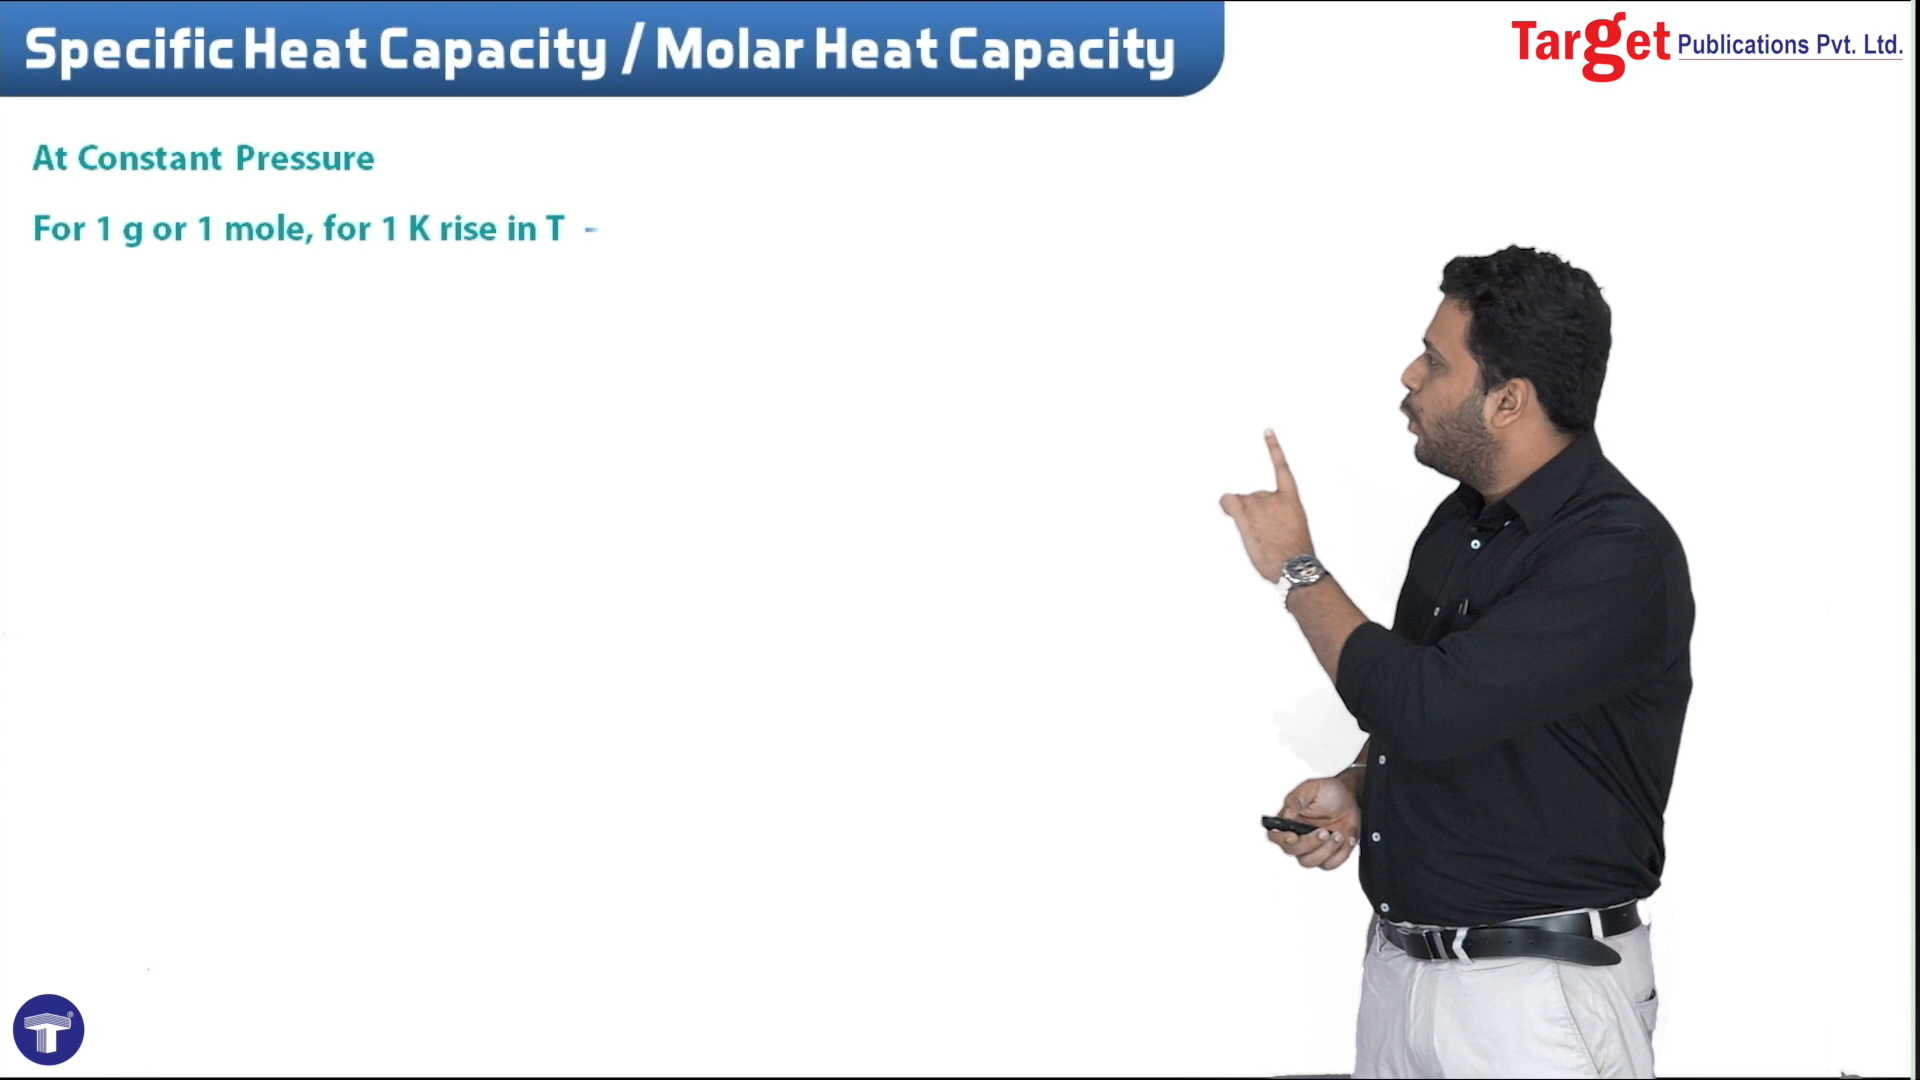 Specific Heat Capacity / Molar Heat Capacity
Target Publications Pvt. Ltd.
At Constant Pressure
For 1 g or 1 mole, for 1 K rise in T -
T